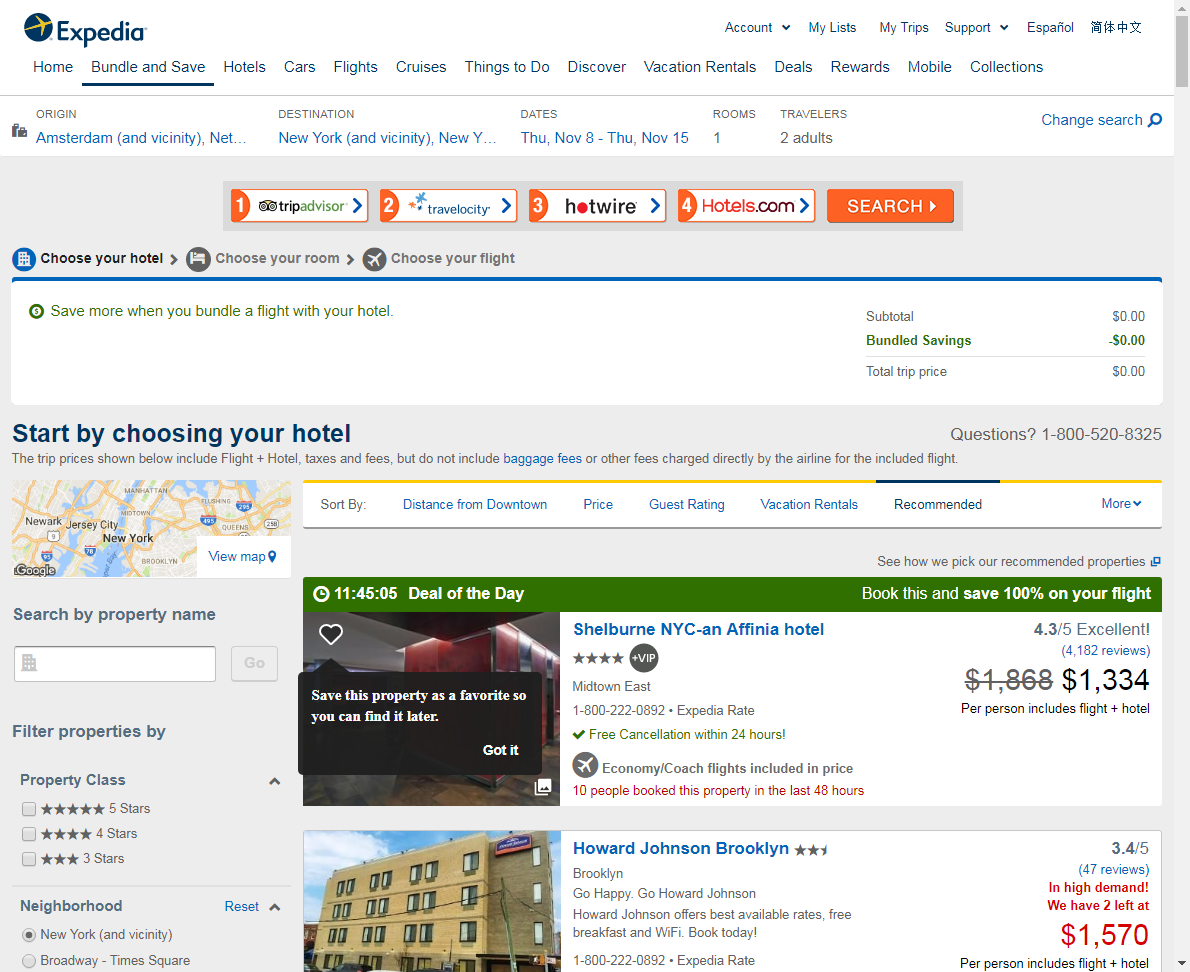 Expedia
Account My Lists My Trips Support Español 简体中文
Home Bundle and Save Hotels Cars Flights Cruises Things to Do Discover Vacation Rentals Deals Rewards Mobile Collections
ORIGIN DESTINATION DATES ROOMS TRAVELERS
Amsterdam (and vicinity), Net... New York (and vicinity), New Y... Thu, Nov 8 - Thu, Nov 15 1 2 adults
Change search
1 tripadvisor 2 travelocity 3 hotwire 4 Hotels.com SEARCH
Choose your hotel Choose your room Choose your flight
Save more when you bundle a flight with your hotel.
Subtotal $0.00
Bundled Savings -$0.00
Total trip price $0.00
Start by choosing your hotel
Questions? 1-800-520-8325
The trip prices shown below include Flight + Hotel, taxes and fees, but do not include baggage fees or other fees charged directly by the airline for the included flight.
MANHATTAN
FLUSHING
MIDTOWN
295
Newark Jersey City
495
258
QUEENS
9
New York
78
95
BROOKLYN
Google
View map
Sort By: Distance from Downtown Price Guest Rating Vacation Rentals Recommended More
See how we pick our recommended properties
Search by property name
Go
Filter properties by
Property Class
5 Stars
4 Stars
3 Stars
Neighborhood Reset
New York (and vicinity)
Broadway - Times Square
11:45:05 Deal of the Day Book this and save 100% on your flight
Save this property as a favorite so
you can find it later.
Got it
Shelburne NYC-an Affinia hotel
+VIP
Midtown East
1-800-222-0892 • Expedia Rate
Free Cancellation within 24 hours!
Economy/Coach flights included in price
10 people booked this property in the last 48 hours
4.3/5 Excellent!
(4,182 reviews)
$1,868 $1,334
Per person includes flight + hotel
Howard Johnson Brooklyn
Brooklyn
Go Happy. Go Howard Johnson
Howard Johnson offers best available rates, free
breakfast and WiFi. Book today!
1-800-222-0892 • Expedia Rate
3.4/5
(47 reviews)
In high demand!
We have 2 left at
$1,570
Per person includes flight + hotel